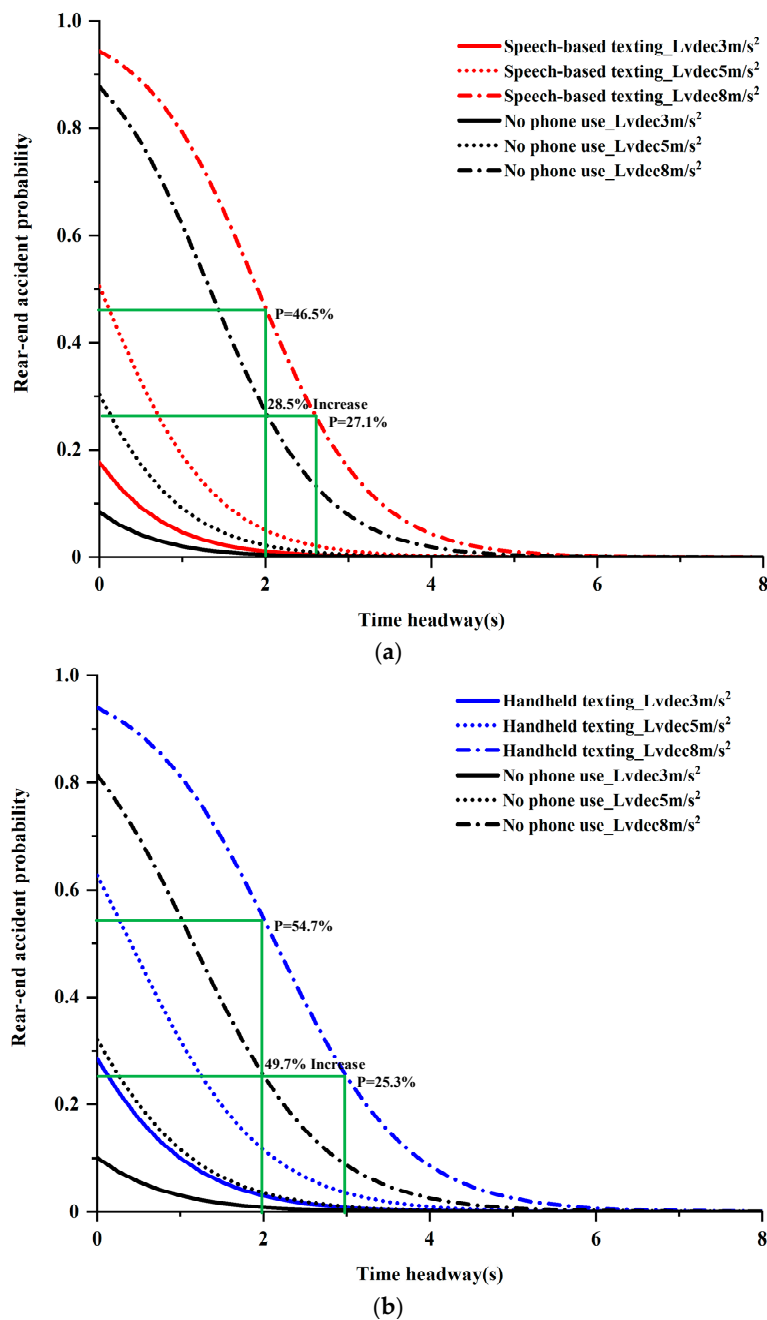 (a)
1.0
0.8
0.6
0.4
0.2
0
Rear-end accident probability
Speech-based texting_Lvdec3m/s²
Speech-based texting_Lvdec5m/s²
Speech-based texting_Lvdec8m/s²
No phone use_Lvdec3m/s²
No phone use_Lvdec5m/s²
No phone use_Lvdec8m/s²
P=46.5%
28.5% Increase
P=27.1%
0 2 4 6 8
Time headway(s)
(a)
1.0
0.8
0.6
0.4
0.2
0
Rear-end accident probability
Handheld texting_Lvdec3m/s²
Handheld texting_Lvdec5m/s²
Handheld texting_Lvdec8m/s²
No phone use_Lvdec3m/s²
No phone use_Lvdec5m/s²
No phone use_Lvdec8m/s²
P=54.7%
49.7% Increase
P=25.3%
0 2 4 6 8
Time headway(s)
(b)